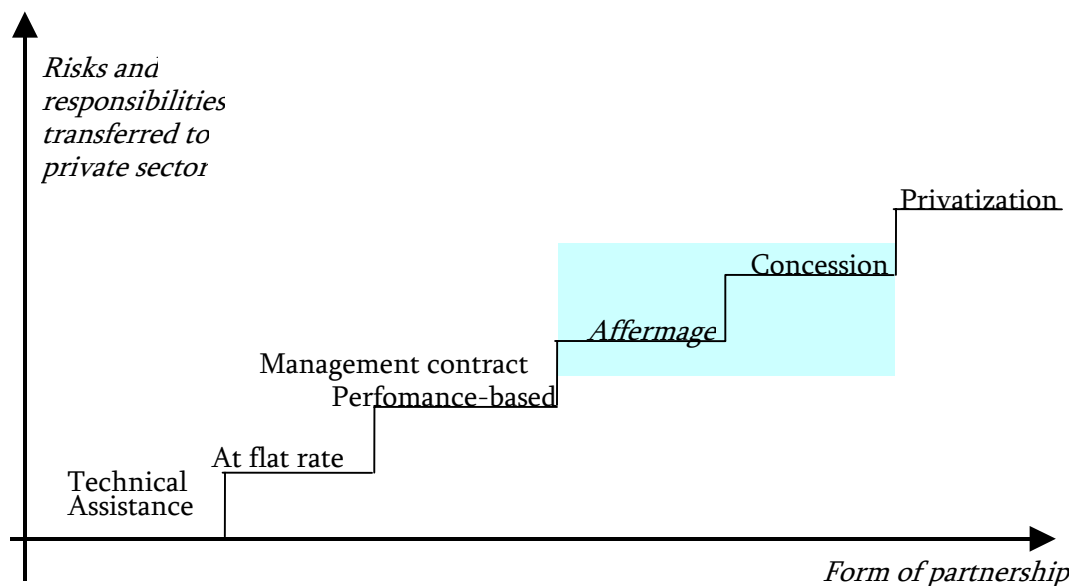 Risks and
responsibilities
transferred to
private sector
Privatization
Concession
Affermage
Management contract
Perfomance-based
At flat rate
Technical
Assistance
Form of partnership